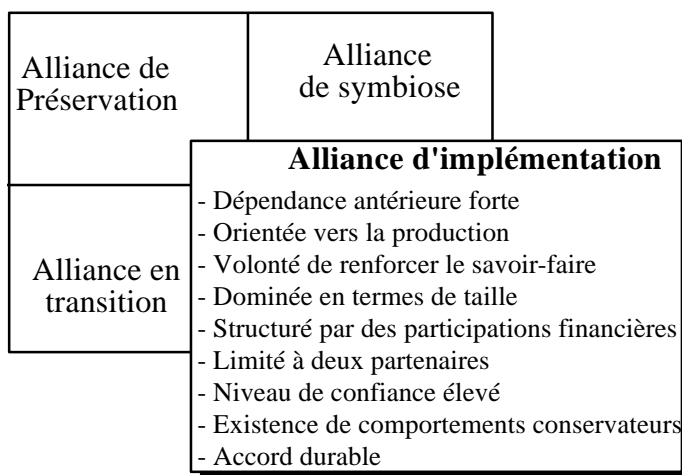 Alliance de
Préservation
Alliance
de symbiose
Alliance en
transition
Alliance d'implémentation
- Dépendance antérieure forte
- Orientée vers la production
- Volonté de renforcer le savoir-faire
- Dominée en termes de taille
- Structuré par des participations financières
- Limité à deux partenaires
- Niveau de confiance élevé
- Existence de comportements conservateurs
- Accord durable